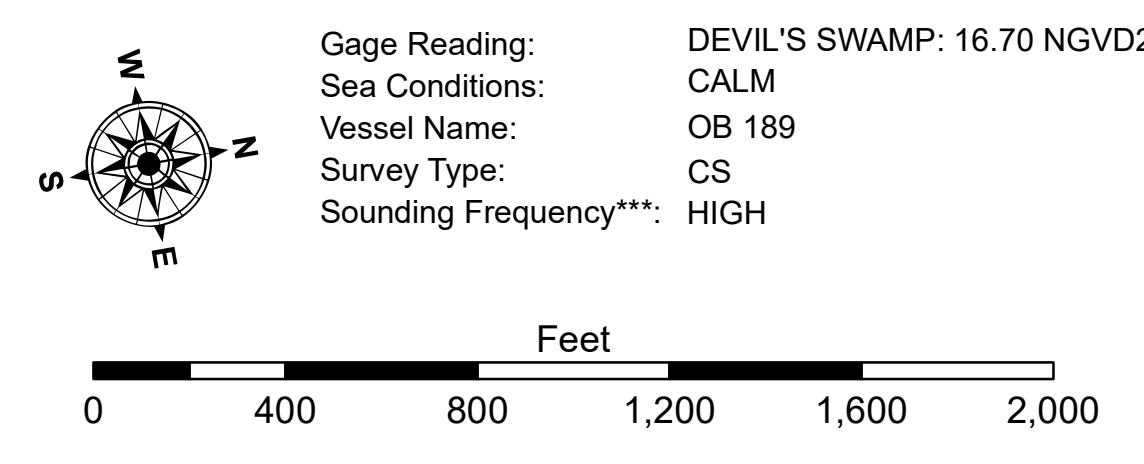 W
N
S
E
Gage Reading: DEVIL'S SWAMP: 16.70 NGVD2
Sea Conditions: CALM
Vessel Name: OB 189
Survey Type: CS
Sounding Frequency***: HIGH
Feet
0 400 800 1,200 1,600 2,000